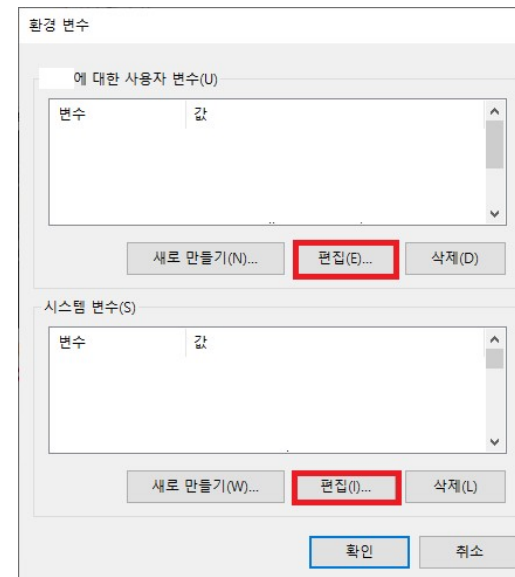 환경 변수
에 대한 사용자 변수(U)
변수 값
새로 만들기(N)... 편집(E)... 삭제(D)
시스템 변수(S)
변수 값
새로 만들기(W)... 편집(I)... 삭제(L)
확인 취소